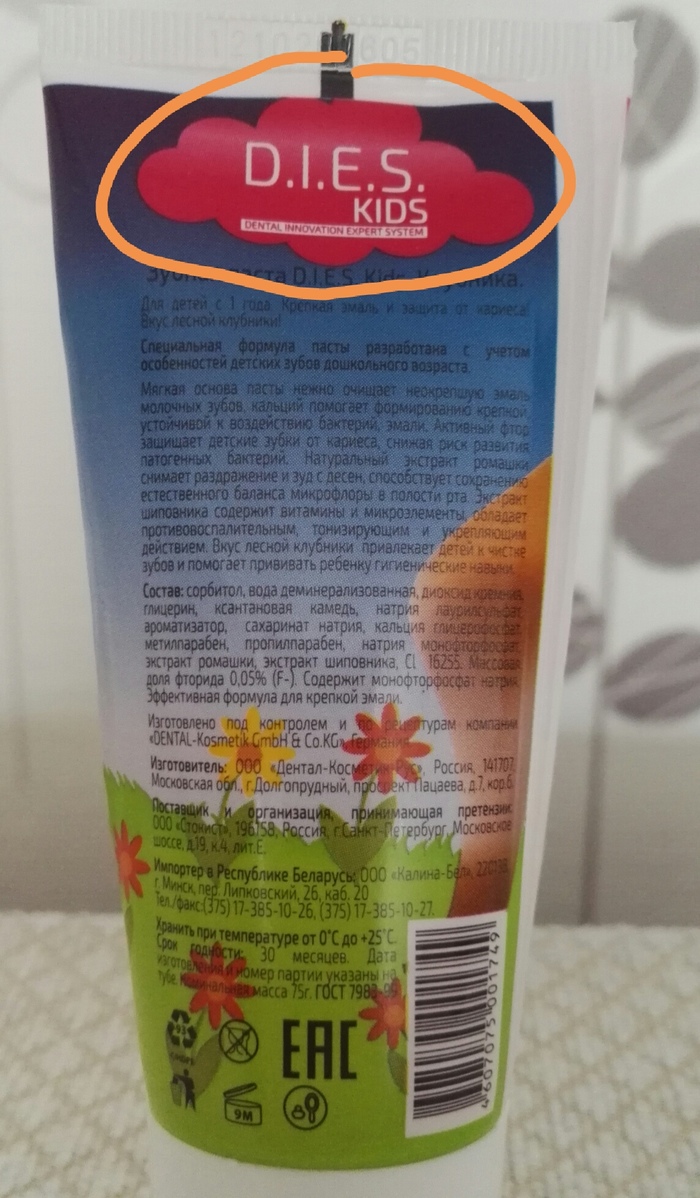 D.I.E.S.
KIDS
DENTAL INNOVATION EXPERT SYSTEM
Зубная паста D.I.E.S. Kids. Клубника.
Для детей с 1 года. Крепкая эмаль и защита от кариеса!
Вкус лесной клубники!
Специальная формула пасты разработана с учетом
особенностей детских зубов дошкольного возраста.
Мягкая основа пасты нежно очищает неокрепшую эмаль
молочных зубов, кальций помогает формированию крепкой,
устойчивой к воздействию бактерий, эмали. Активный фтор
защищает детские зубки от кариеса, снижая риск развития
патогенных бактерий. Натуральный экстракт ромашки
снимает раздражение и зуд с десен, способствует сохранению
естественного баланса микрофлоры в полости рта. Экстракт
шиповника содержит витамины и микроэлементы, обладает
противовоспалительным, тонизирующим и укрепляющим
действием. Вкус лесной клубники привлекает детей к чистке
зубов и помогает прививать ребенку гигиенические навыки.
Состав: сорбитол, вода деминерализованная, диоксид кремния,
глицерин, ксантановая камедь, натрия лаурилсульфат,
ароматизатор, сахаринат натрия, кальция глицерофосфат,
метилпарабен, пропилпарабен, натрия монофторфосфат,
экстракт ромашки, экстракт шиповника, CI 16255. Массовая
доля фторида 0,05% (F-). Содержит монофторфосфат натрия.
Эффективная формула для крепкой эмали.
Изготовлено под контролем и по рецептурам компании
«DENTAL-Kosmetik GmbH & Co.KG», Германия.
Изготовитель: ООО «Дентал-Косметик-Рус», Россия, 141707,
Московская обл., г.Долгопрудный, проспект Пацаева, д.7, кор.6.
Поставщик и организация, принимающая претензии:
ООО «Стокист», 196158, Россия, г.Санкт-Петербург, Московское
шоссе, д.19, к.4, лит.Е.
Импортер в Республике Беларусь: ООО «Калина-Бел»,
г. Минск, пер. Липковский, 26, каб. 20
Тел./факс:(375) 17-385-10-26, (375) 17-385-10-27.
Хранить при температуре от 0°С до +25°С.
Срок годности: 30 месяцев. Дата
изготовления и номер партии указаны на
тубе. Номинальная масса 75г. ГОСТ 7983-99
93
EAC
9M
4607075001749